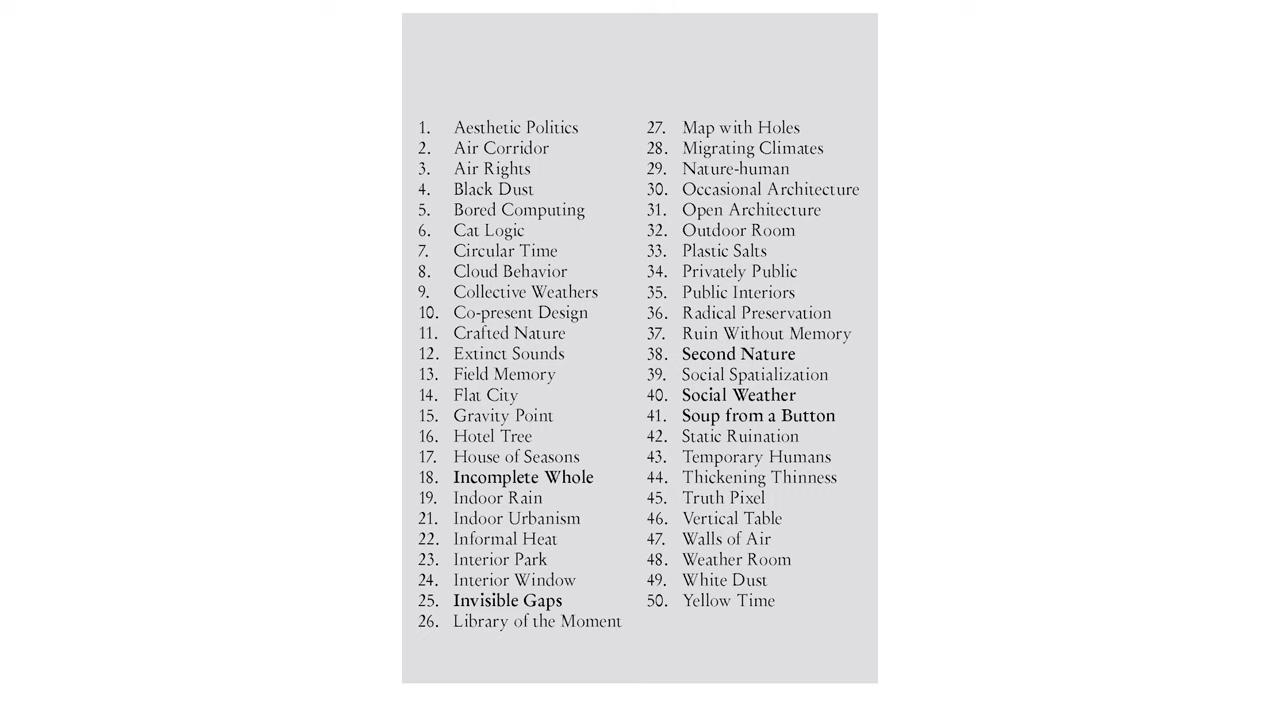 1. Aesthetic Politics
2. Air Corridor
3. Air Rights
4. Black Dust
5. Bored Computing
6. Cat Logic
7. Circular Time
8. Cloud Behavior
9. Collective Weathers
10. Co-present Design
11. Crafted Nature
12. Extinct Sounds
13. Field Memory
14. Flat City
15. Gravity Point
16. Hotel Tree
17. House of Seasons
18. Incomplete Whole
19. Indoor Rain
21. Indoor Urbanism
22. Informal Heat
23. Interior Park
24. Interior Window
25. Invisible Gaps
26. Library of the Moment
27. Map with Holes
28. Migrating Climates
29. Nature-human
30. Occasional Architecture
31. Open Architecture
32. Outdoor Room
33. Plastic Salts
34. Privately Public
35. Public Interiors
36. Radical Preservation
37. Ruin Without Memory
38. Second Nature
39. Social Spatialization
40. Social Weather
41. Soup from a Button
42. Static Ruination
43. Temporary Humans
44. Thickening Thinness
45. Truth Pixel
46. Vertical Table
47. Walls of Air
48. Weather Room
49. White Dust
50. Yellow Time